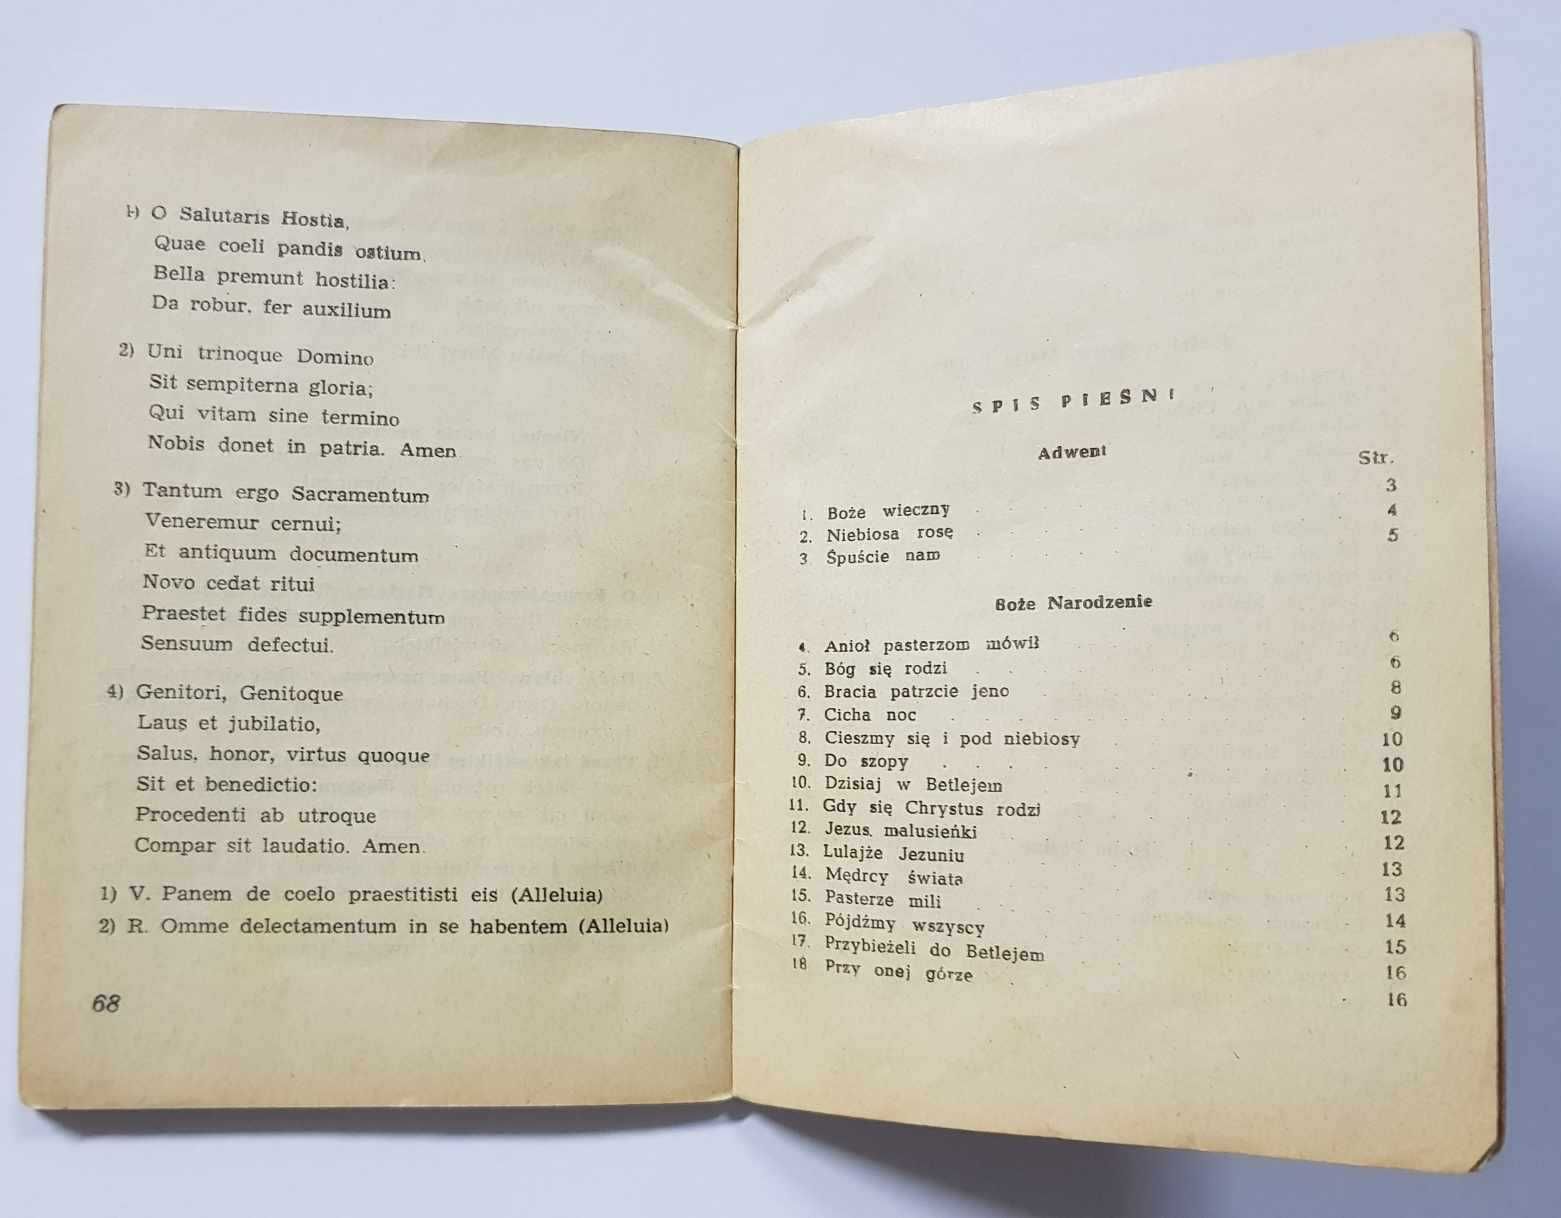 1) O Salutaris Hostia,
Quae coeli pandis ostium,
Bella premunt hostilia:
Da robur, fer auxilium
2) Uni trinoque Domino
Sit sempiterna gloria;
Qui vitam sine termino
Nobis donet in patria. Amen
3) Tantum ergo Sacramentum
Veneremur cernui;
Et antiquum documentum
Novo cedat ritui
Praestet fides supplementum
Sensuum defectui.
4) Genitori, Genitoque
Laus et jubilatio,
Salus, honor, virtus quoque
Sit et benedictio:
Procedenti ab utroque
Compar sit laudatio. Amen.
1) V. Panem de coelo praestitisti eis (Alleluia)
2) R. Omme delectamentum in se habentem (Alleluia)
68
SPIS PIEŚNI
Adwent
Str.
1. Boże wieczny 3
2. Niebiosa rosę 4
3 Śpuście nam 5
Boże Narodzenie
4. Anioł pasterzom mówił 6
5. Bóg się rodzi 6
6. Bracia patrzcie jeno 8
7. Cicha noc 9
8. Cieszmy się i pod niebiosy 10
9. Do szopy 10
10. Dzisiaj w Betlejem 11
11. Gdy się Chrystus rodzi 12
12. Jezus, malusieńki 12
13. Lulajże Jezuniu 13
14. Mędrcy świata 13
15. Pasterze mili 14
16. Pójdźmy wszyscy 15
17. Przybieżeli do Betlejem 16
18 Przy onej górze 16